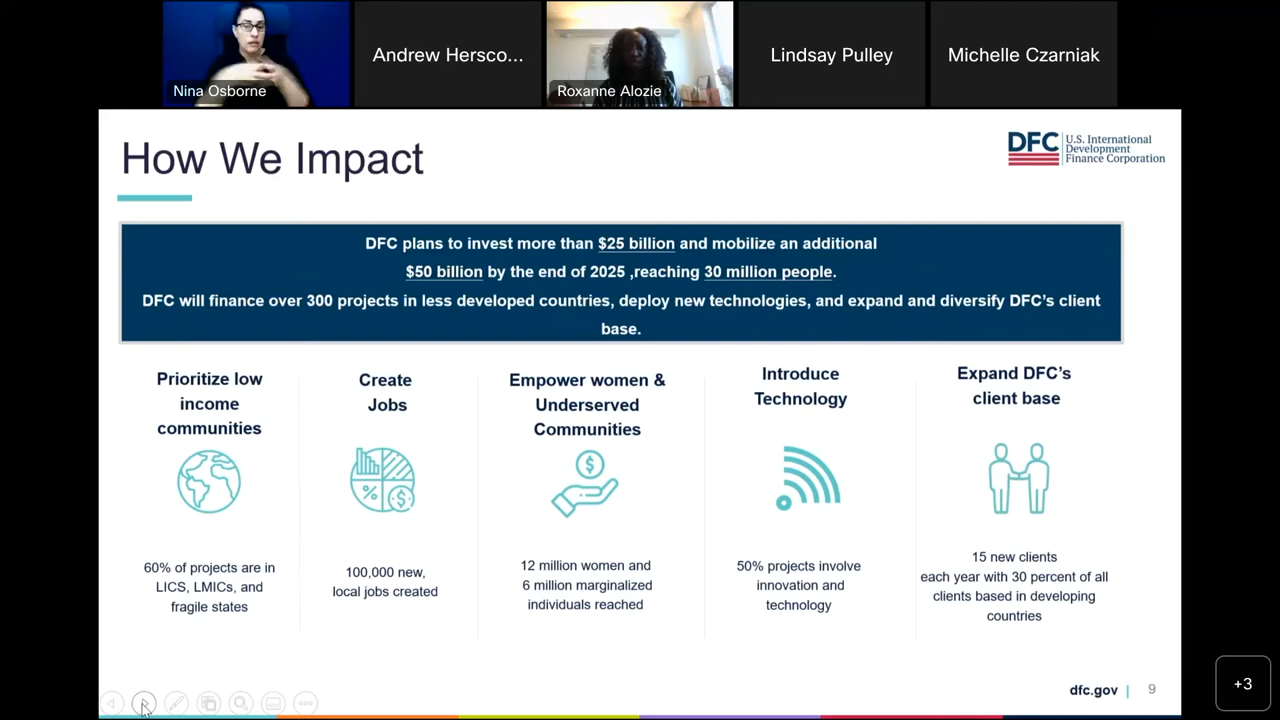 Nina Osborne
Andrew Hersco...
Roxanne Alozie
Lindsay Pulley
Michelle Czarniak
How We Impact
DFC
U.S. International
Development
Finance Corporation
DFC plans to invest more than $25 billion and mobilize an additional
$50 billion by the end of 2025 ,reaching 30 million people.
DFC will finance over 300 projects in less developed countries, deploy new technologies, and expand and diversify DFC’s client
base.
Prioritize low
income
communities
60% of projects are in
LICS, LMICs, and
fragile states
Create
Jobs
%
$
100,000 new,
local jobs created
Empower women &
Underserved
Communities
$
12 million women and
6 million marginalized
individuals reached
Introduce
Technology
50% projects involve
innovation and
technology
Expand DFC’s
client base
15 new clients
each year with 30 percent of all
clients based in developing
countries
dfc.gov | 9
+3